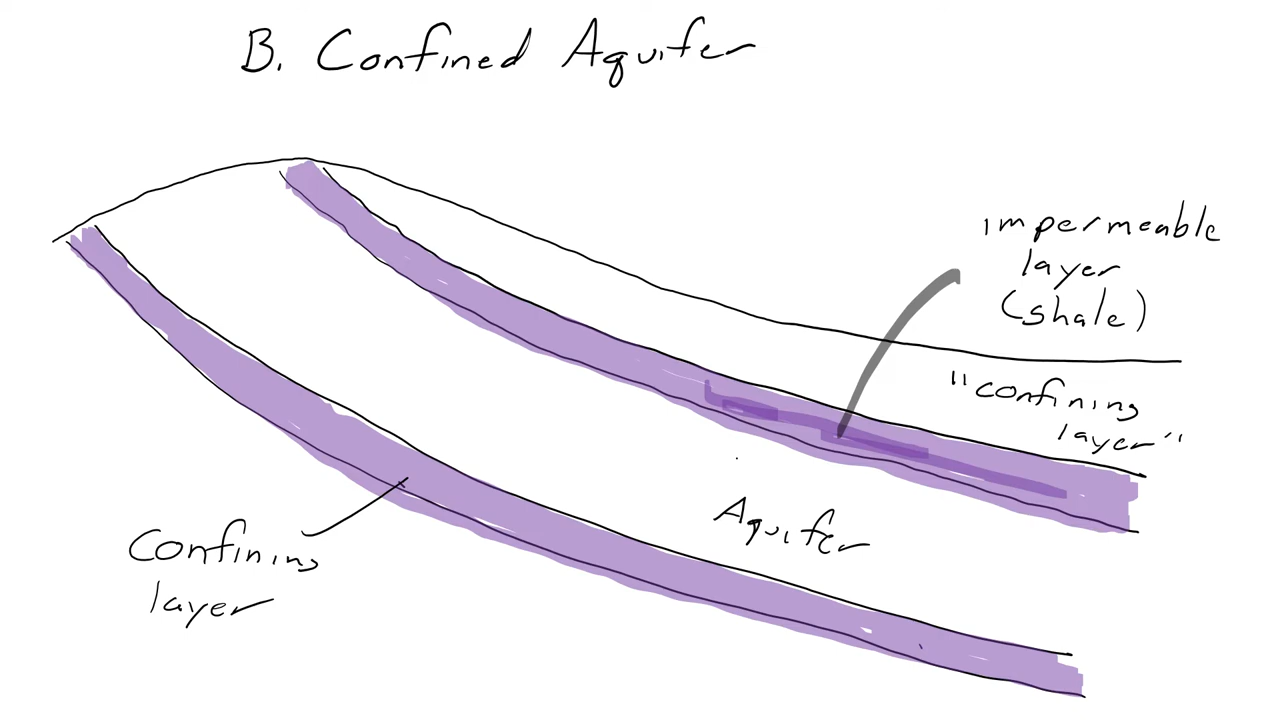 B. Confined Aquifer
impermeable
layer
(shale)
"confining
layer"
Aquifer
Confining
layer